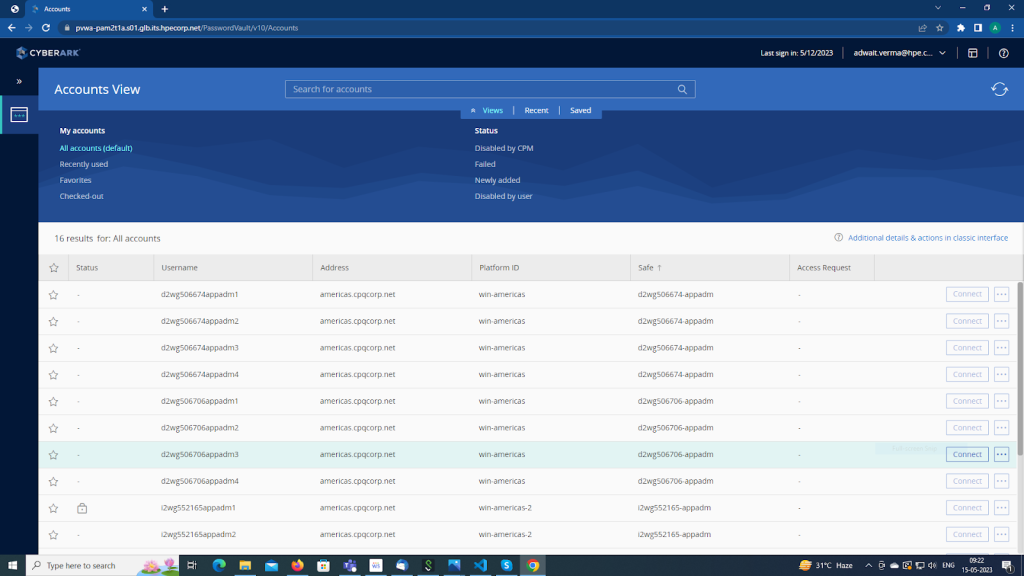 Accounts
pvwa-pam2t1a.s01.glb.its.hpecorp.net/PasswordVault/v10/Accounts
A
CYBERARK
Last sign in: 5/12/2023
adwait.verma@hpe.c...
Accounts View
Search for accounts
Views
Recent
Saved
My accounts
All accounts (default)
Recently used
Favorites
Checked-out
Status
Disabled by CPM
Failed
Newly added
Disabled by user
16 results for: All accounts
Additional details & actions in classic interface
Status Username Address Platform ID Safe ↑ Access Request
- d2wg506674appadm1 americas.cpqcorp.net win-americas d2wg506674-appadm - Connect ...
- d2wg506674appadm2 americas.cpqcorp.net win-americas d2wg506674-appadm - Connect ...
- d2wg506674appadm3 americas.cpqcorp.net win-americas d2wg506674-appadm - Connect ...
- d2wg506674appadm4 americas.cpqcorp.net win-americas d2wg506674-appadm - Connect ...
- d2wg506706appadm1 americas.cpqcorp.net win-americas d2wg506706-appadm - Connect ...
- d2wg506706appadm2 americas.cpqcorp.net win-americas d2wg506706-appadm - Connect ...
- d2wg506706appadm3 americas.cpqcorp.net win-americas d2wg506706-appadm - Connect ...
- d2wg506706appadm4 americas.cpqcorp.net win-americas d2wg506706-appadm - Connect ...
i2wg552165appadm1 americas.cpqcorp.net win-americas-2 i2wg552165-appadm - Connect ...
- i2wg552165appadm2 americas.cpqcorp.net win-americas-2 i2wg552165-appadm - Connect ...
Type here to search
31°C Haze
ENG
09:22
15-05-2023